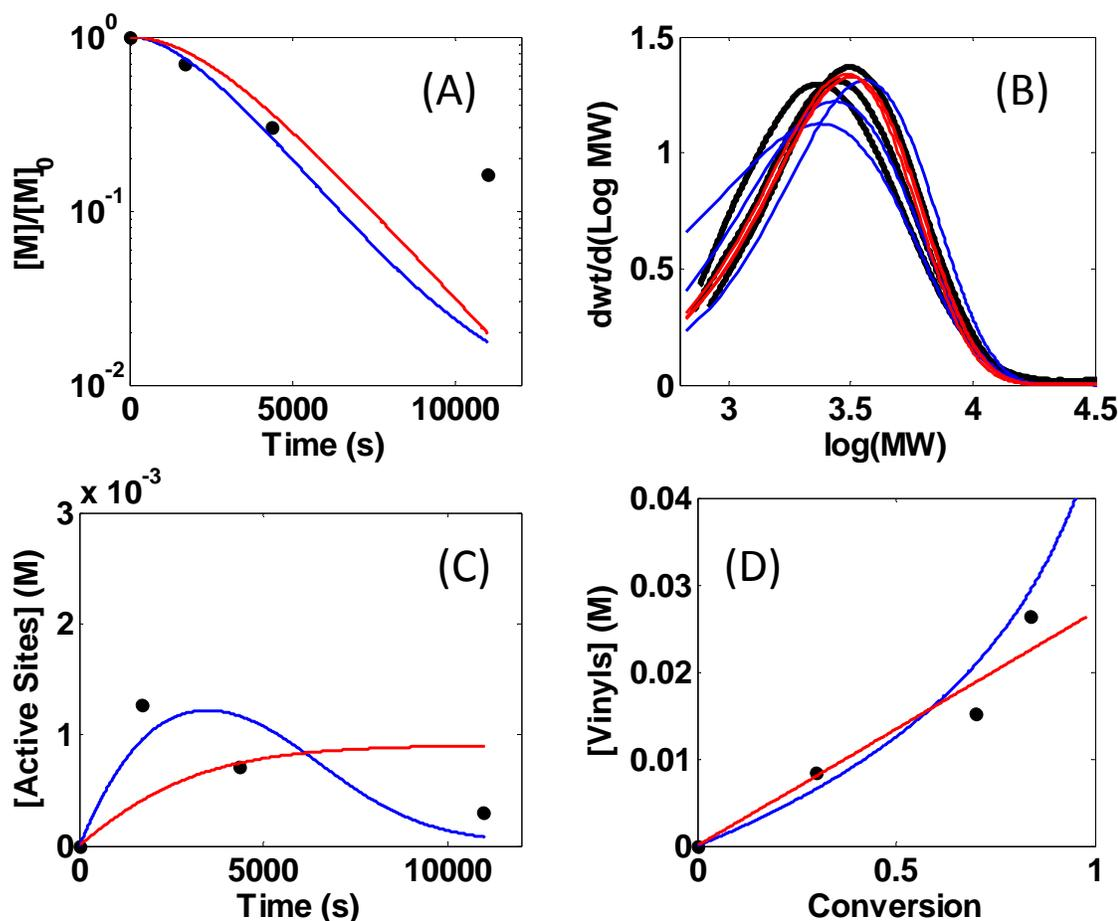 (A)
[M]/[M]0
10^0
10^-1
10^-2
0 5000 10000
Time (s)
(B)
dwt/d(Log MW)
1.5
1
0.5
0
3 3.5 4 4.5
log(MW)
(C)
x 10^-3
[Active Sites] (M)
3
2
1
0
0 5000 10000
Time (s)
(D)
[Vinyls] (M)
0.04
0.03
0.02
0.01
0
0 0.5 1
Conversion